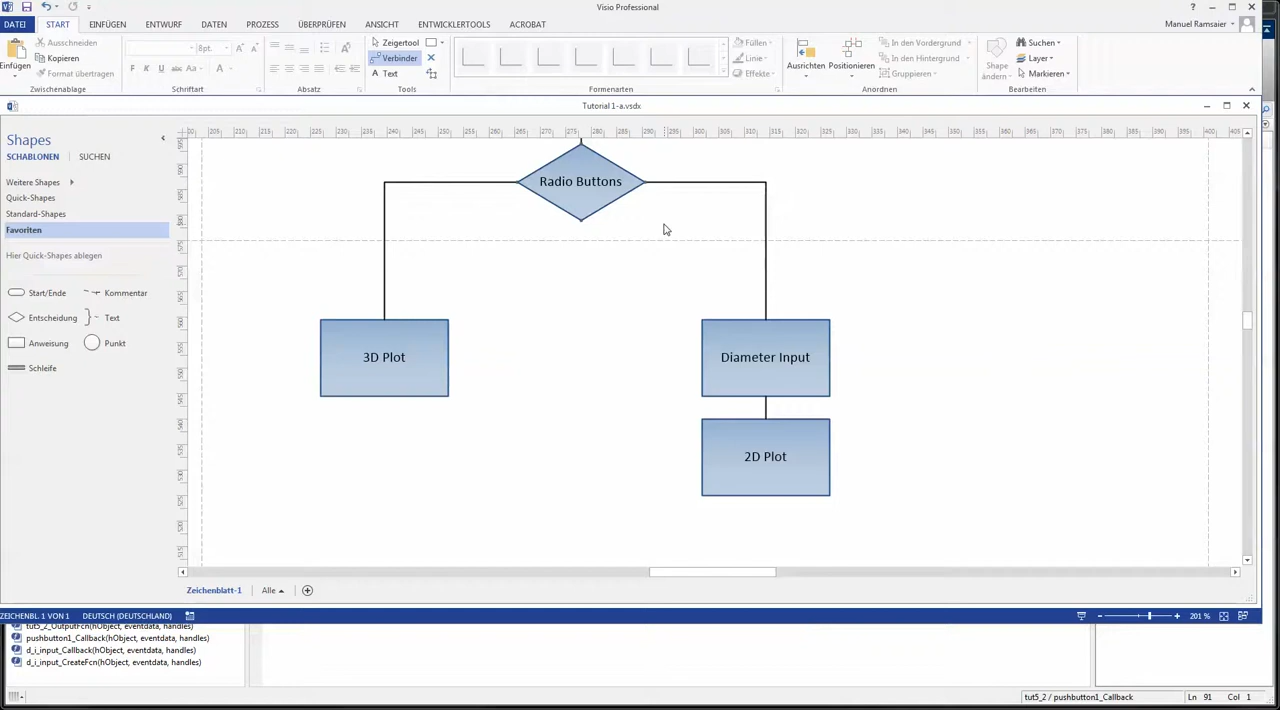 Visio Professional
DATEI START EINFÜGEN ENTWURF DATEN PROZESS ÜBERPRÜFEN ANSICHT ENTWICKLERTOOLS ACROBAT
Manuel Ramsaier
Einfügen
Ausschneiden
Kopieren
Format übertragen
Zwischenablage
8pt.
F K U abc Aa A
Schriftart
Absatz
Zeigertool
Verbinder
Text
Tools
Formenarten
Füllen
Linie
Effekte
Ausrichten
Positionieren
In den Vordergrund
In den Hintergrund
Gruppieren
Anordnen
Shape ändern
Suchen
Layer
Markieren
Bearbeiten
Tutorial 1-a.vsdx
Shapes
SCHABLONEN SUCHEN
Weitere Shapes
Quick-Shapes
Standard-Shapes
Favoriten
Hier Quick-Shapes ablegen
Start/Ende Kommentar
Entscheidung Text
Anweisung Punkt
Schleife
Radio Buttons
3D Plot
Diameter Input
2D Plot
Zeichenblatt-1 Alle
ZEICHENBL. 1 VON 1 DEUTSCH (DEUTSCHLAND) 201 %
tut5_2_OutputFcn(hObject, eventdata, handles)
pushbutton1_Callback(hObject, eventdata, handles)
d_i_input_Callback(hObject, eventdata, handles)
d_i_input_CreateFcn(hObject, eventdata, handles)
tut5_2 / pushbutton1_Callback Ln 91 Col 1